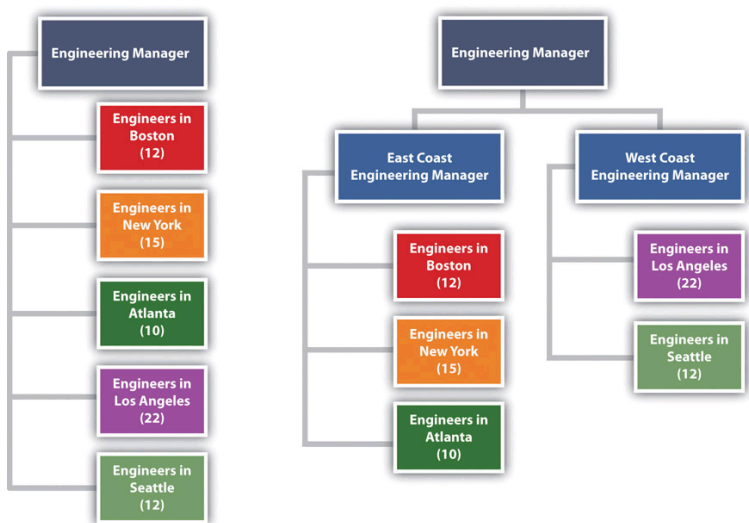 Engineering Manager
Engineers in
Boston
(12)
Engineers in
New York
(15)
Engineers in
Atlanta
(10)
Engineers in
Los Angeles
(22)
Engineers in
Seattle
(12)
Engineering Manager
East Coast
Engineering Manager
Engineers in
Boston
(12)
Engineers in
New York
(15)
Engineers in
Atlanta
(10)
West Coast
Engineering Manager
Engineers in
Los Angeles
(22)
Engineers in
Seattle
(12)